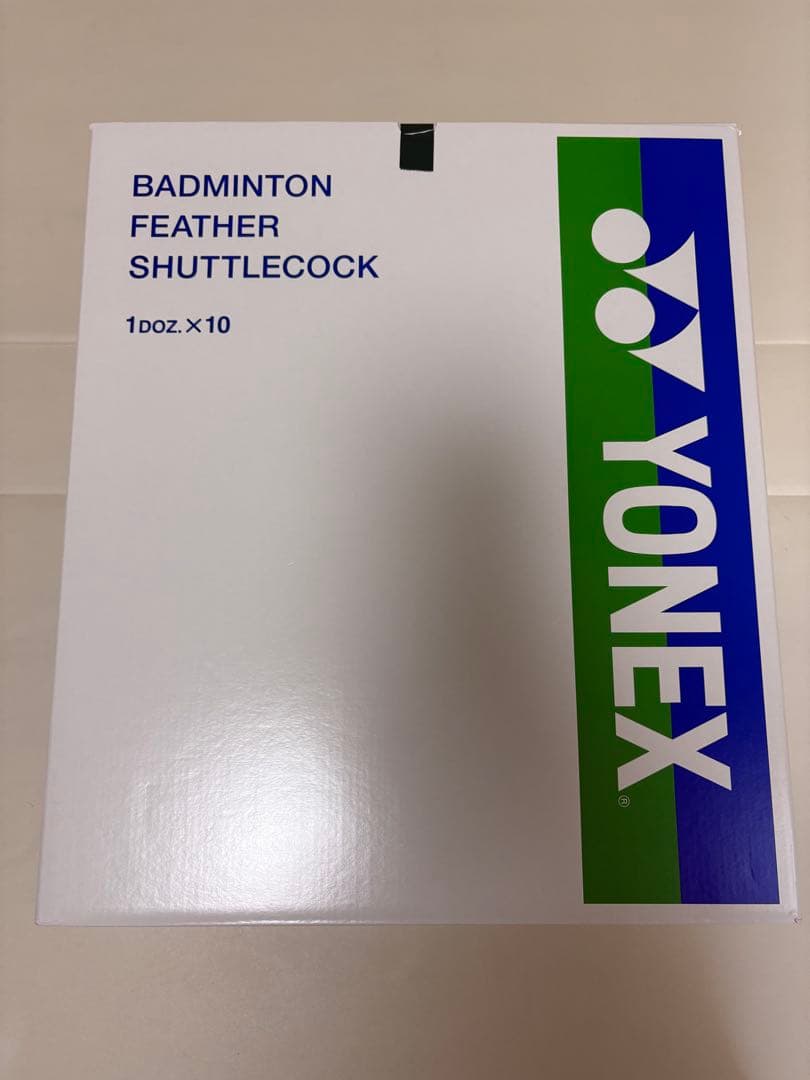 BADMINTON
FEATHER
SHUTTLECOCK
1DOZ.×10
YONEX®